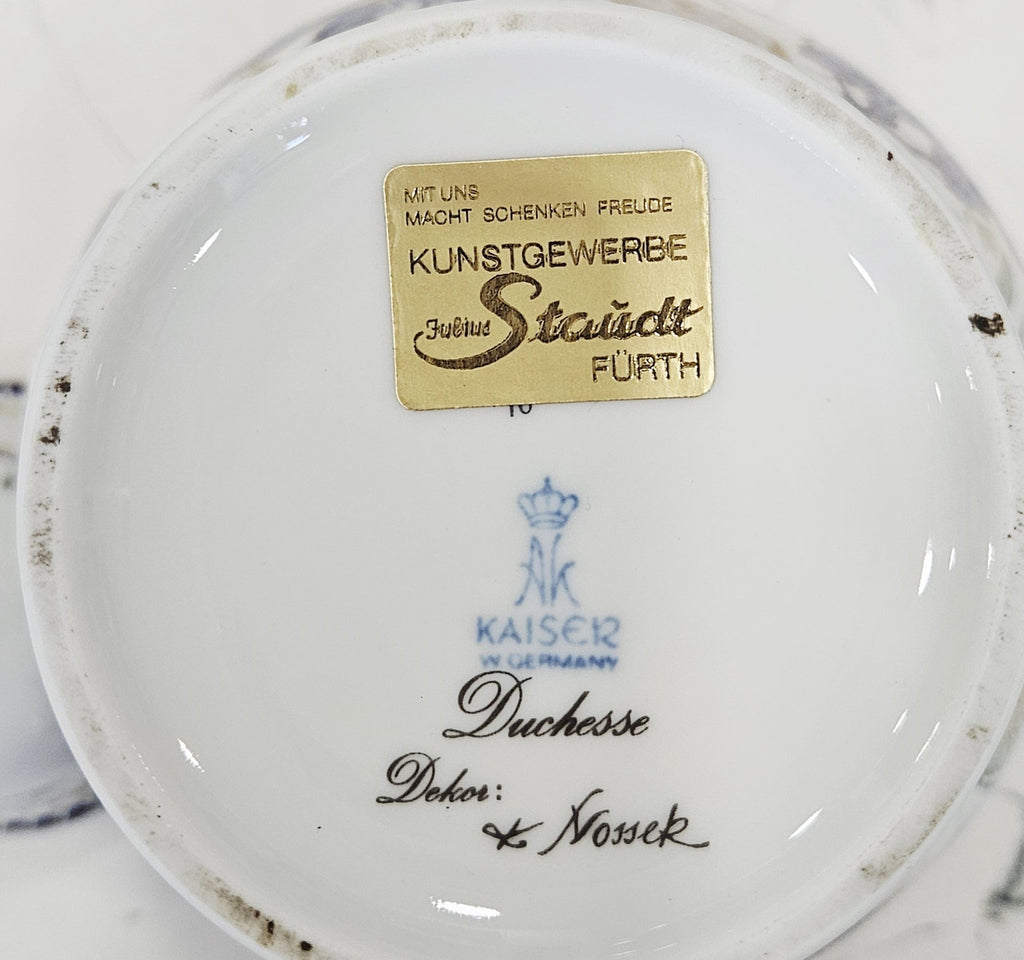 MIT UNS
MACHT SCHENKEN FREUDE
KUNSTGEWERBE
Julius Staudt
FÜRTH
10
AK
KAISER
W. GERMANY
Duchesse
Dekor:
K Nossek